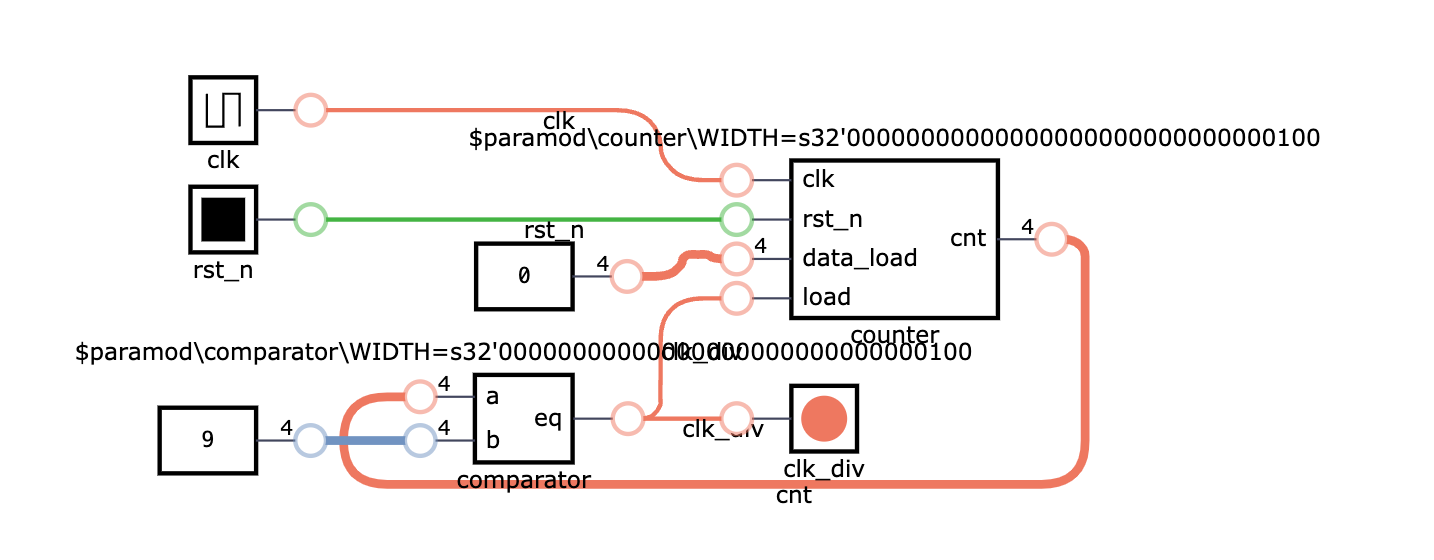 clk
clk
$paramod\counter\WIDTH=s32'00000000000000000000000000000100
clk
rst_n
rst_n
rst_n
0
4
4
data_load
load
cnt
4
counter
$paramod\comparator\WIDTH=s32'00000000000000000000000000000100
clk_div
9
4
4
4
a
b
eq
comparator
clk_div
clk_div
cnt